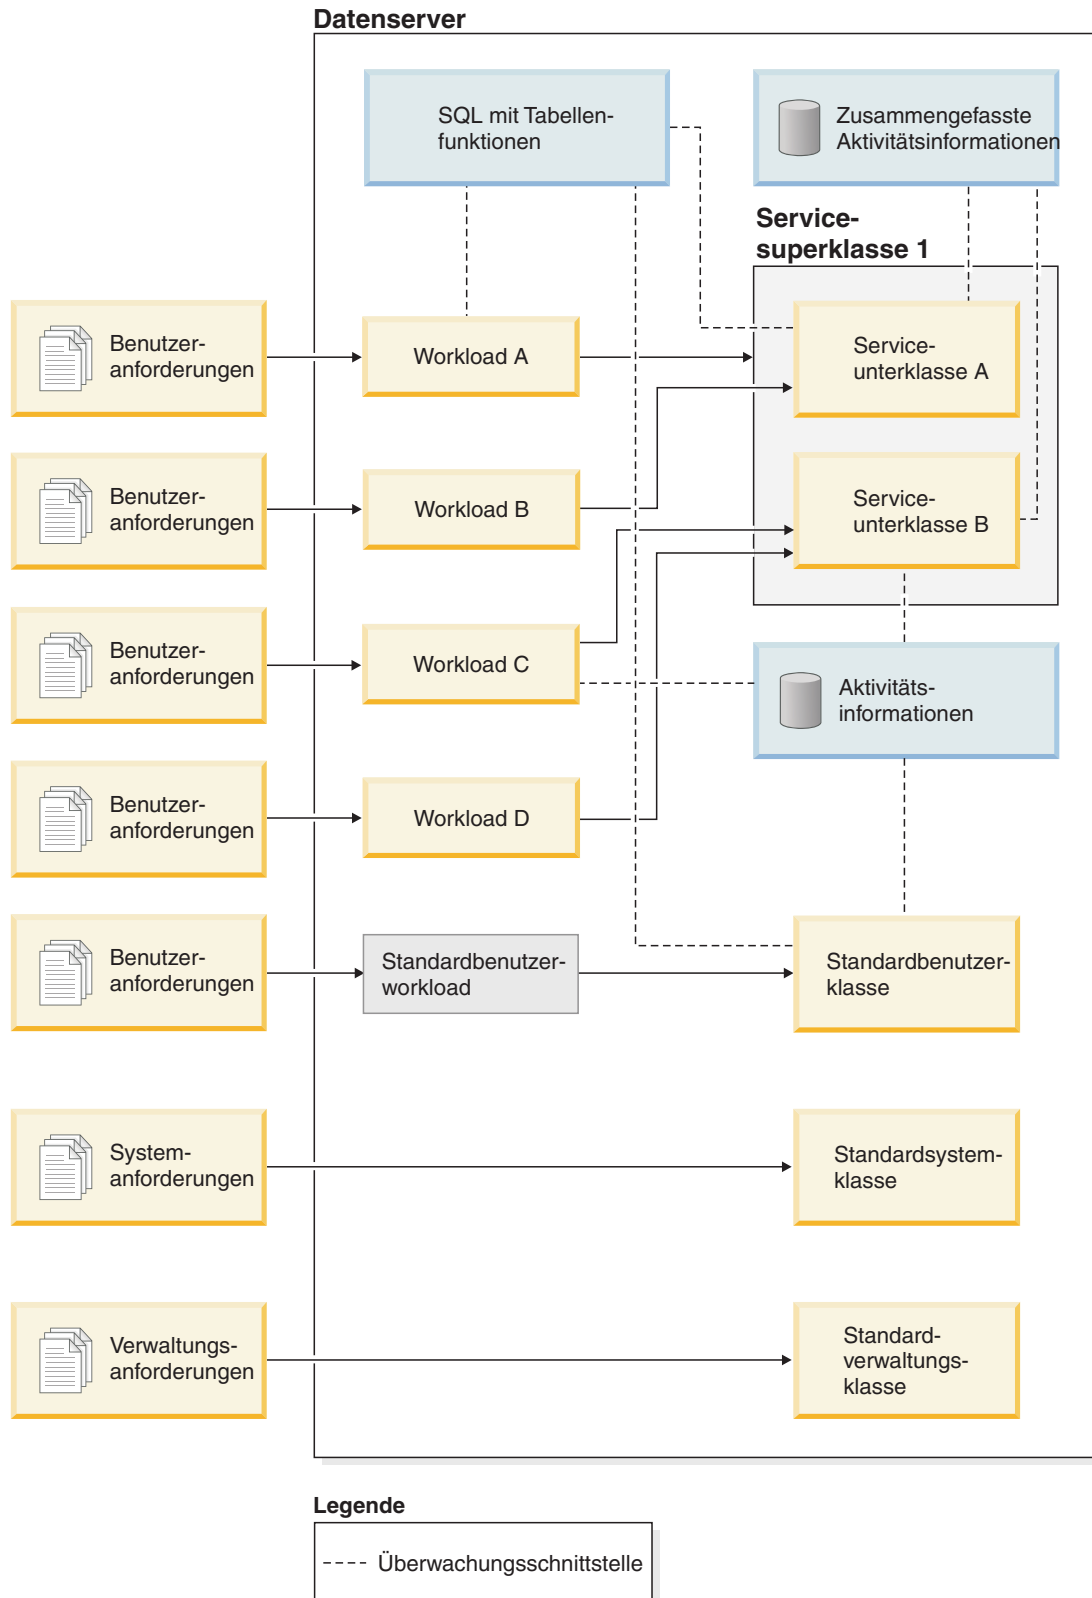 Datenserver
SQL mit Tabellen-
funktionen
Zusammengefasste
Aktivitätsinformationen
Service-
superklasse 1
Benutzer-
anforderungen
Workload A
Service-
unterklasse A
Benutzer-
anforderungen
Workload B
Service-
unterklasse B
Benutzer-
anforderungen
Workload C
Aktivitäts-
informationen
Benutzer-
anforderungen
Workload D
Benutzer-
anforderungen
Standardbenutzer-
workload
Standardbenutzer-
klasse
System-
anforderungen
Standardsystem-
klasse
Verwaltungs-
anforderungen
Standard-
verwaltungs-
klasse
Legende
Überwachungsschnittstelle